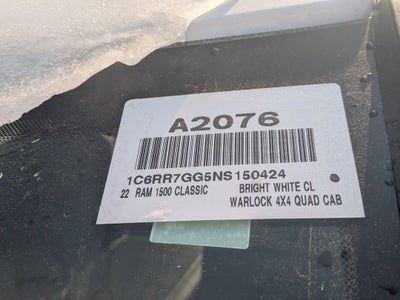 A2076
1C6RR7GG5NS150424
22 RAM 1500 CLASSIC BRIGHT WHITE CL
WARLOCK 4X4 QUAD CAB